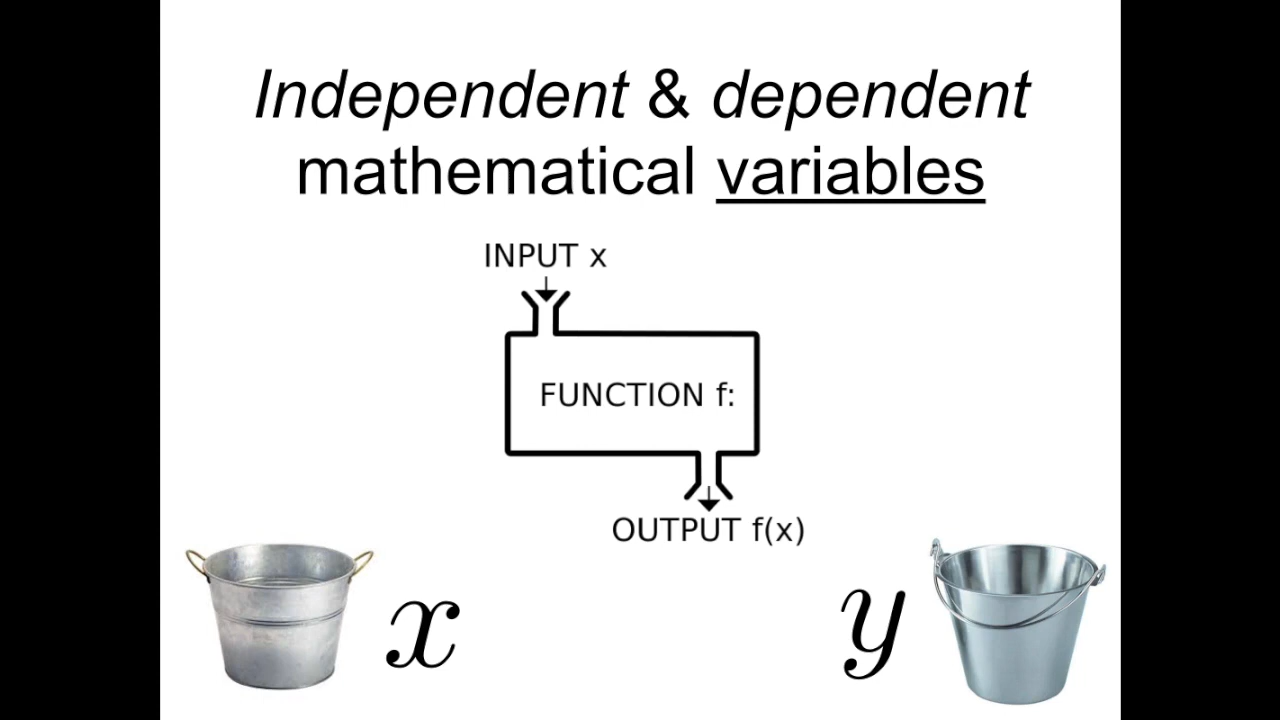 Independent & dependent
mathematical variables
INPUT x
FUNCTION f:
OUTPUT f(x)
x
y